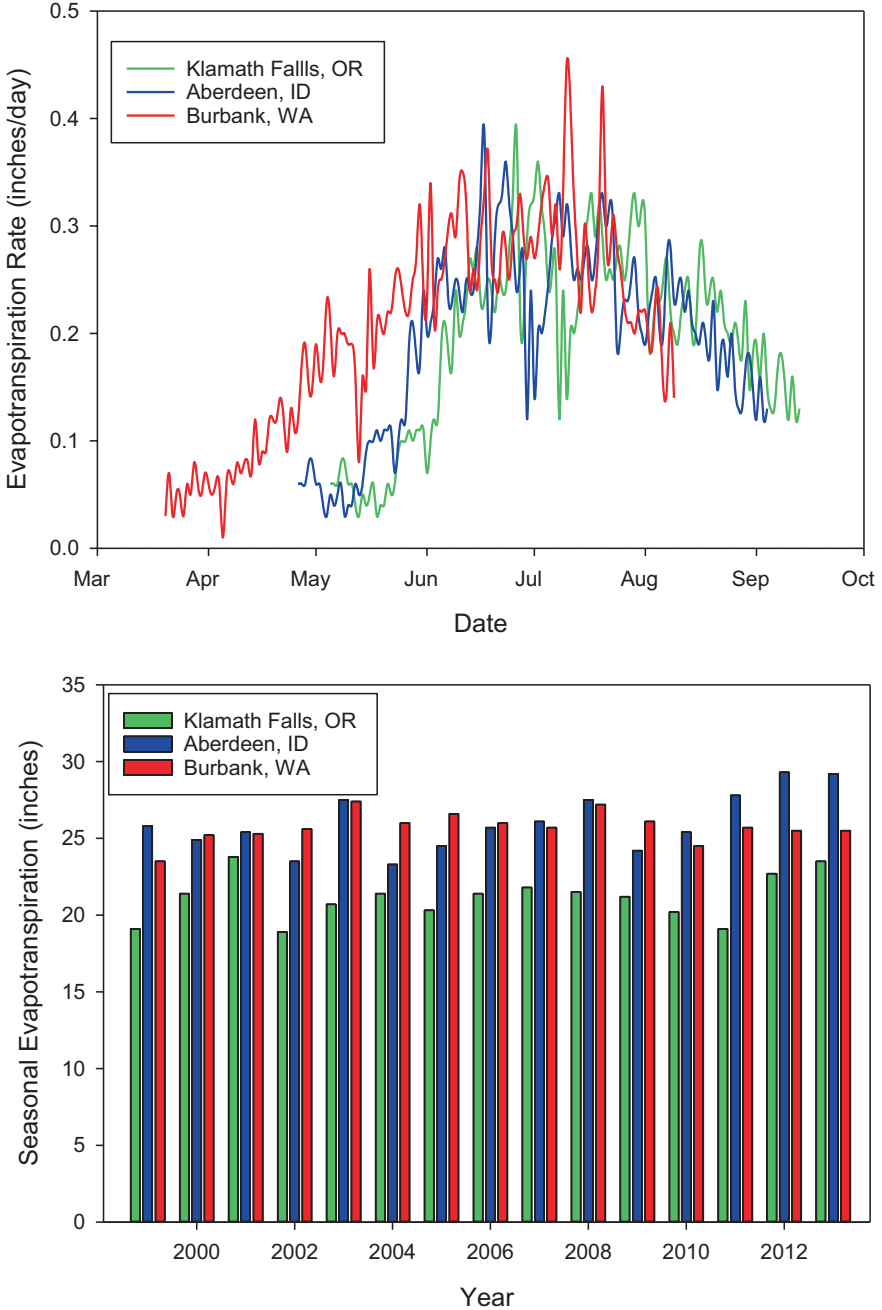 0.5
0.4
0.3
0.2
0.1
0.0
Evapotranspiration Rate (inches/day)
Klamath Fallls, OR
Aberdeen, ID
Burbank, WA
Mar Apr May Jun Jul Aug Sep Oct
Date
35
30
25
20
15
10
5
0
Seasonal Evapotranspiration (inches)
Klamath Falls, OR
Aberdeen, ID
Burbank, WA
2000 2002 2004 2006 2008 2010 2012
Year